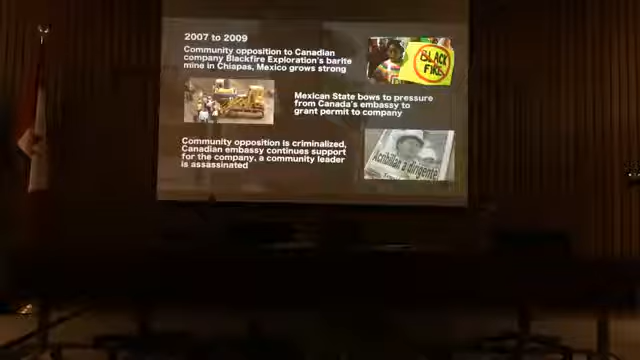 2007 to 2009
Community opposition to Canadian
company Blackfire Exploration's barite
mine in Chiapas, Mexico grows strong
BLACK
FIRE
Mexican State bows to pressure
from Canada's embassy to
grant permit to company
Community opposition is criminalized,
Canadian embassy continues support
for the company, a community leader
is assassinated
Acribillan a dirigente